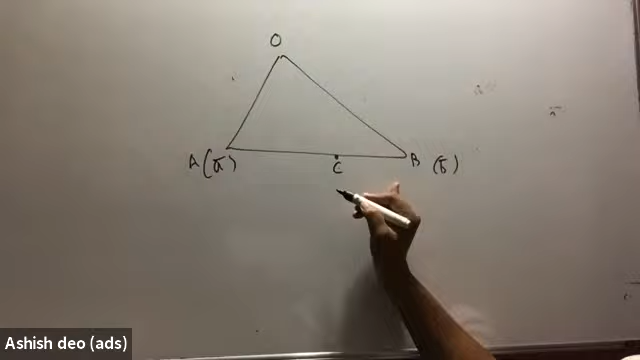 O
A (a̅) C B (b̅)
Ashish deo (ads)